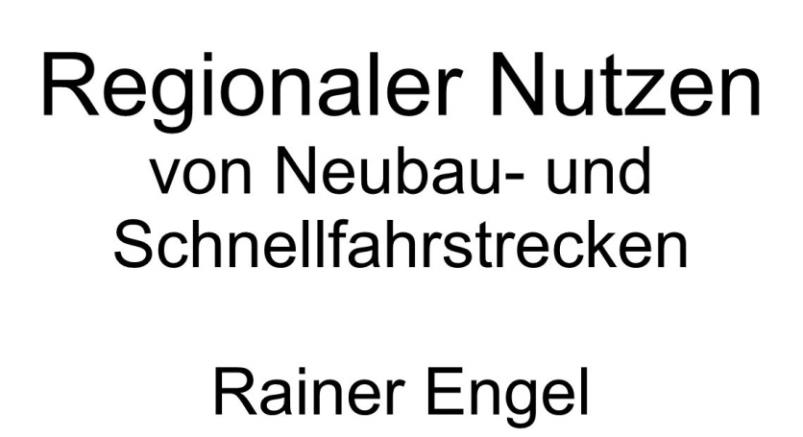 Regionaler Nutzen
von Neubau- und
Schnellfahrstrecken
Rainer Engel